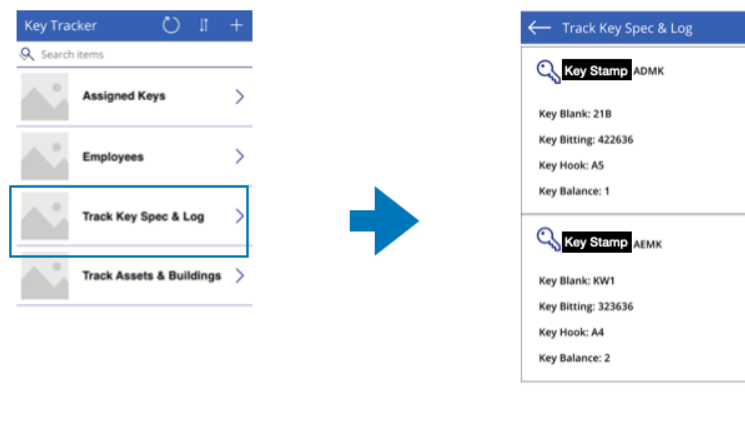 Key Tracker
Search items
Assigned Keys
Employees
Track Key Spec & Log
Track Assets & Buildings
Track Key Spec & Log
Key Stamp ADMK
Key Blank: 21B
Key Bitting: 422636
Key Hook: A5
Key Balance: 1
Key Stamp AEMK
Key Blank: KW1
Key Bitting: 323636
Key Hook: A4
Key Balance: 2